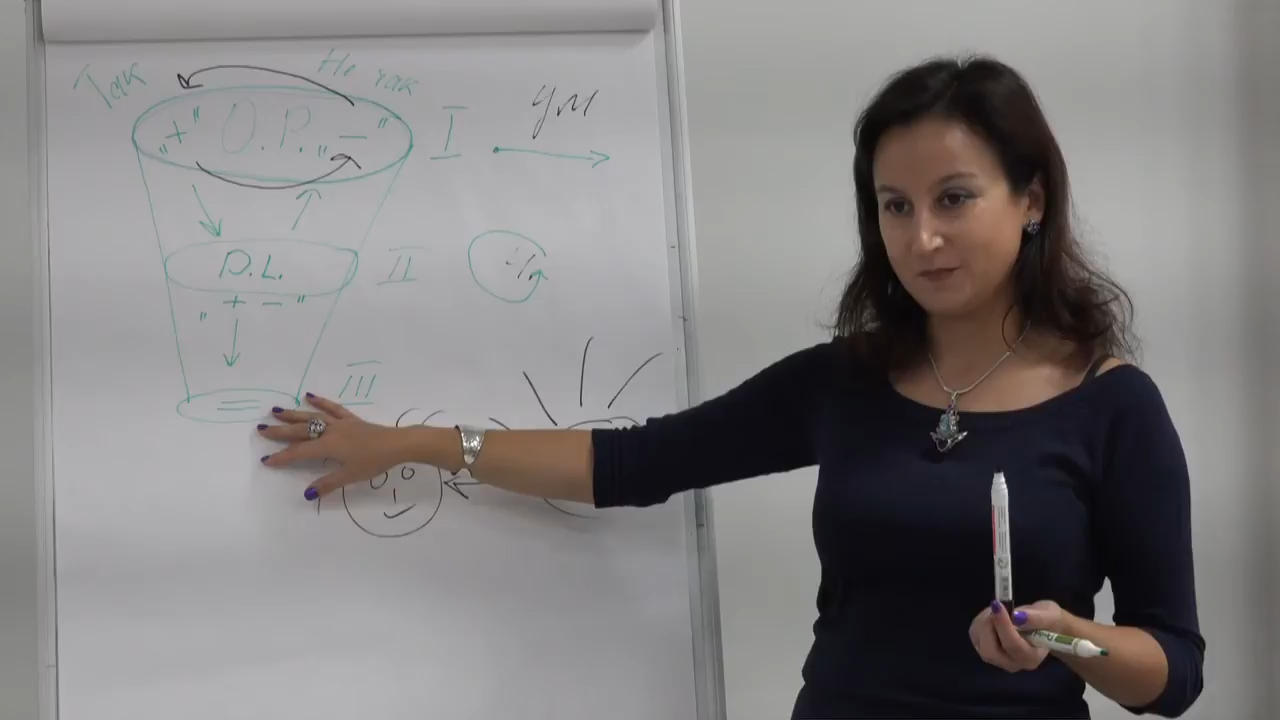 Так Не так
"+" О.Р. "-" I ум
D.L. II -/-
" + - "
III
=